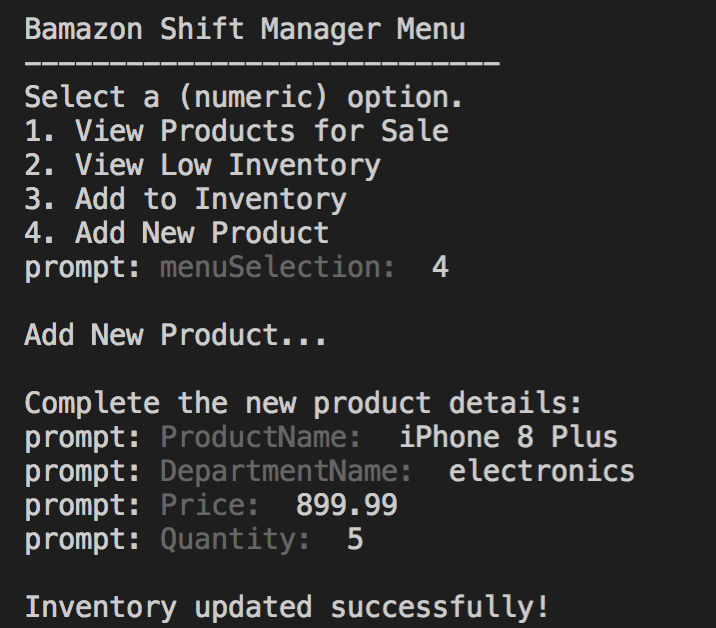 Bamazon Shift Manager Menu
----------------------------
Select a (numeric) option.
1. View Products for Sale
2. View Low Inventory
3. Add to Inventory
4. Add New Product
prompt: menuSelection:  4
Add New Product...
Complete the new product details:
prompt: ProductName:  iPhone 8 Plus
prompt: DepartmentName:  electronics
prompt: Price:  899.99
prompt: Quantity:  5
Inventory updated successfully!